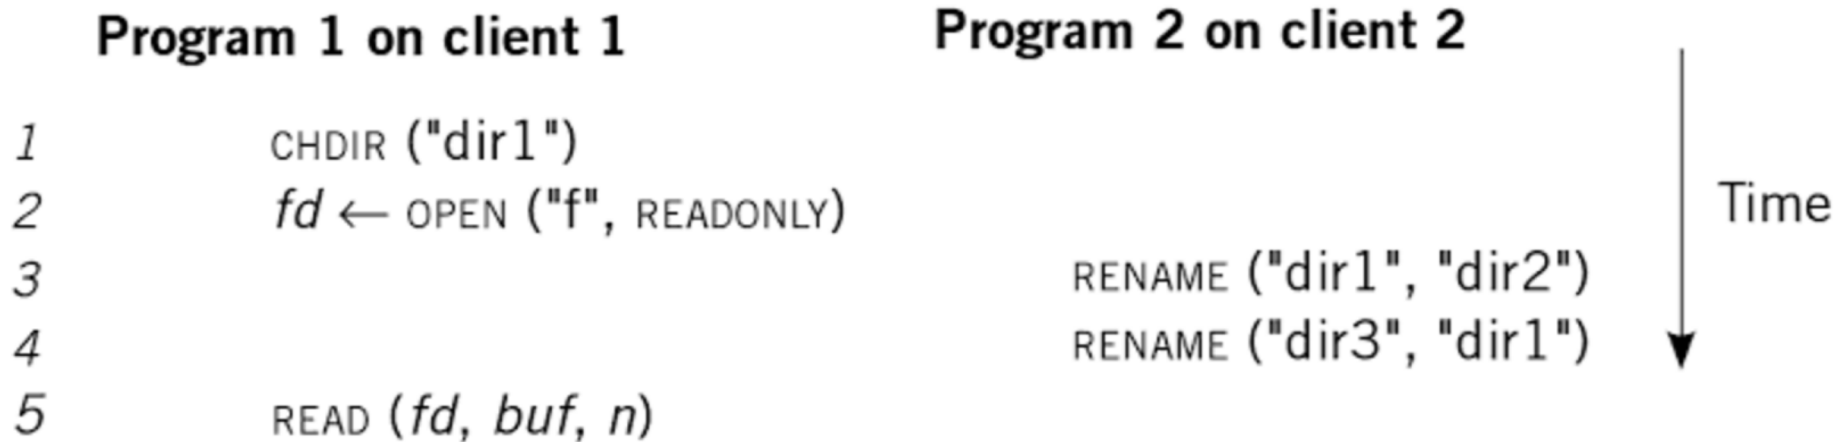 Program 1 on client 1 Program 2 on client 2
1 CHDIR ("dir1")
2 fd ← OPEN ("f", READONLY) Time
3 RENAME ("dir1", "dir2")
4 RENAME ("dir3", "dir1")
5 READ (fd, buf, n)